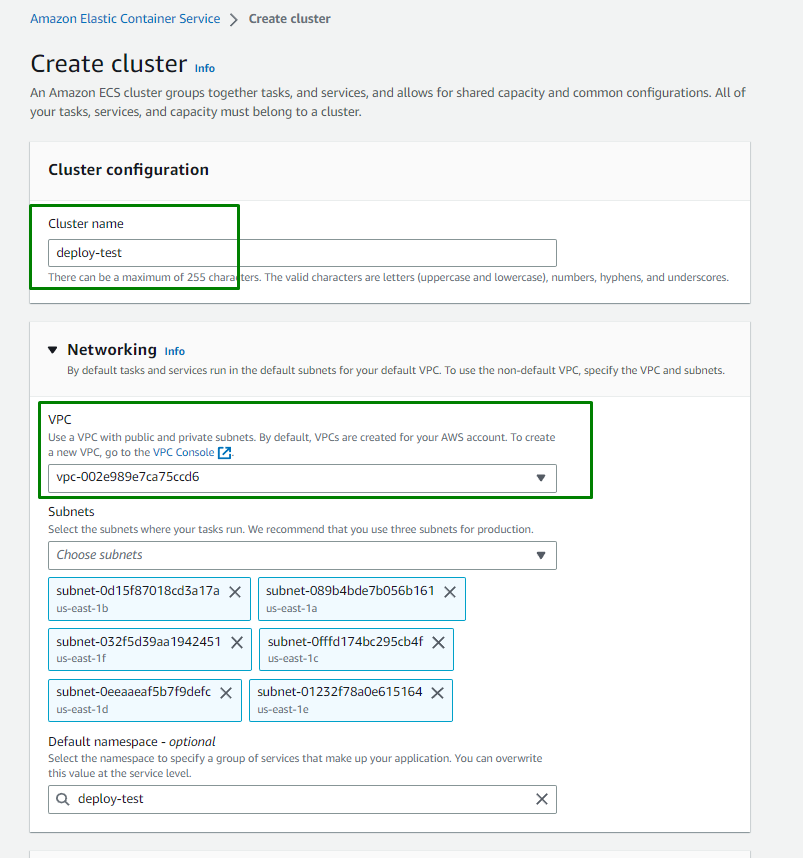 Amazon Elastic Container Service > Create cluster
Create cluster Info
An Amazon ECS cluster groups together tasks, and services, and allows for shared capacity and common configurations. All of
your tasks, services, and capacity must belong to a cluster.
Cluster configuration
Cluster name
deploy-test
There can be a maximum of 255 characters. The valid characters are letters (uppercase and lowercase), numbers, hyphens, and underscores.
Networking Info
By default tasks and services run in the default subnets for your default VPC. To use the non-default VPC, specify the VPC and subnets.
VPC
Use a VPC with public and private subnets. By default, VPCs are created for your AWS account. To create
a new VPC, go to the VPC Console.
vpc-002e989e7ca75ccd6
Subnets
Select the subnets where your tasks run. We recommend that you use three subnets for production.
Choose subnets
subnet-0d15f87018cd3a17a subnet-089b4bde7b056b161
us-east-1b us-east-1a
subnet-032f5d39aa1942451 subnet-0fffd174bc295cb4f
us-east-1f us-east-1c
subnet-0eeaaeaf5b7f9defc subnet-01232f78a0e615164
us-east-1d us-east-1e
Default namespace - optional
Select the namespace to specify a group of services that make up your application. You can overwrite
this value at the service level.
deploy-test